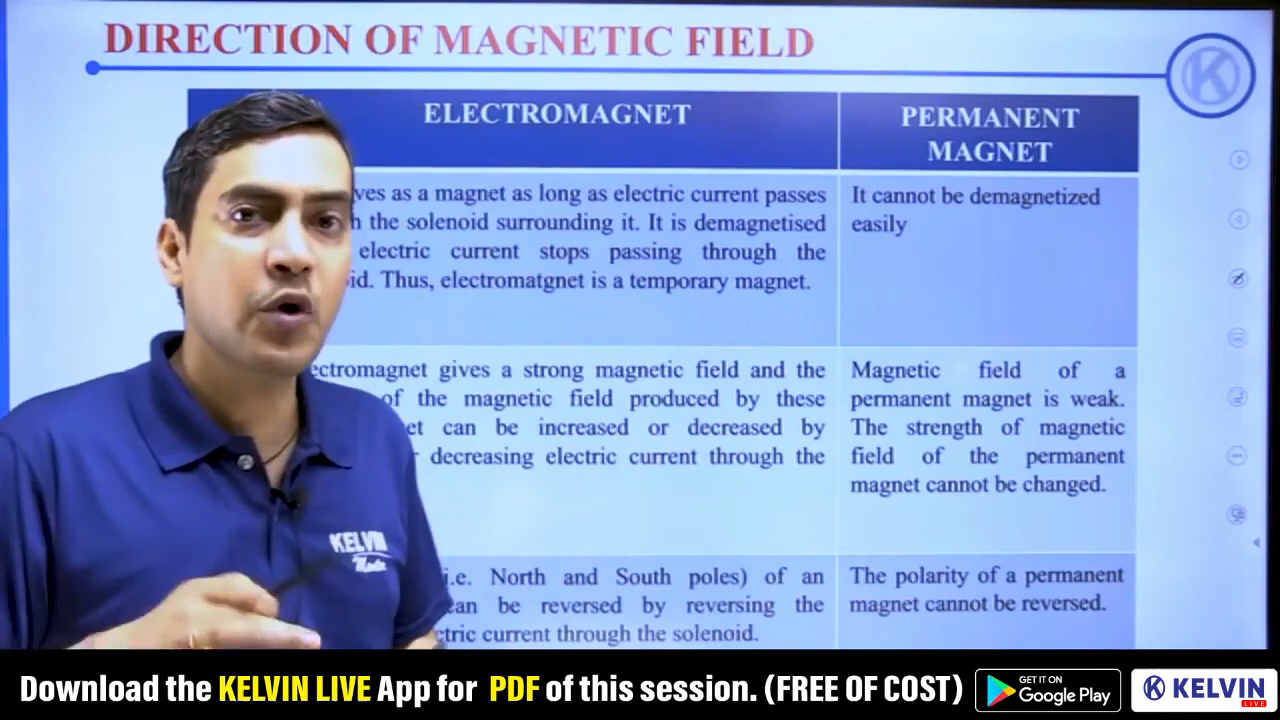 DIRECTION OF MAGNETIC FIELD
K
ELECTROMAGNET
PERMANENT
MAGNET
ves as a magnet as long as electric current passes
h the solenoid surrounding it. It is demagnetised
electric current stops passing through the
id. Thus, electromatgnet is a temporary magnet.
It cannot be demagnetized
easily
ectromagnet gives a strong magnetic field and the
of the magnetic field produced by these
et can be increased or decreased by
decreasing electric current through the
Magnetic field of a
permanent magnet is weak.
The strength of magnetic
field of the permanent
magnet cannot be changed.
i.e. North and South poles) of an
can be reversed by reversing the
ctric current through the solenoid.
The polarity of a permanent
magnet cannot be reversed.
KELVIN
Download the KELVIN LIVE App for PDF of this session. (FREE OF COST)
GET IT ON
Google Play
K KELVIN
LIVE